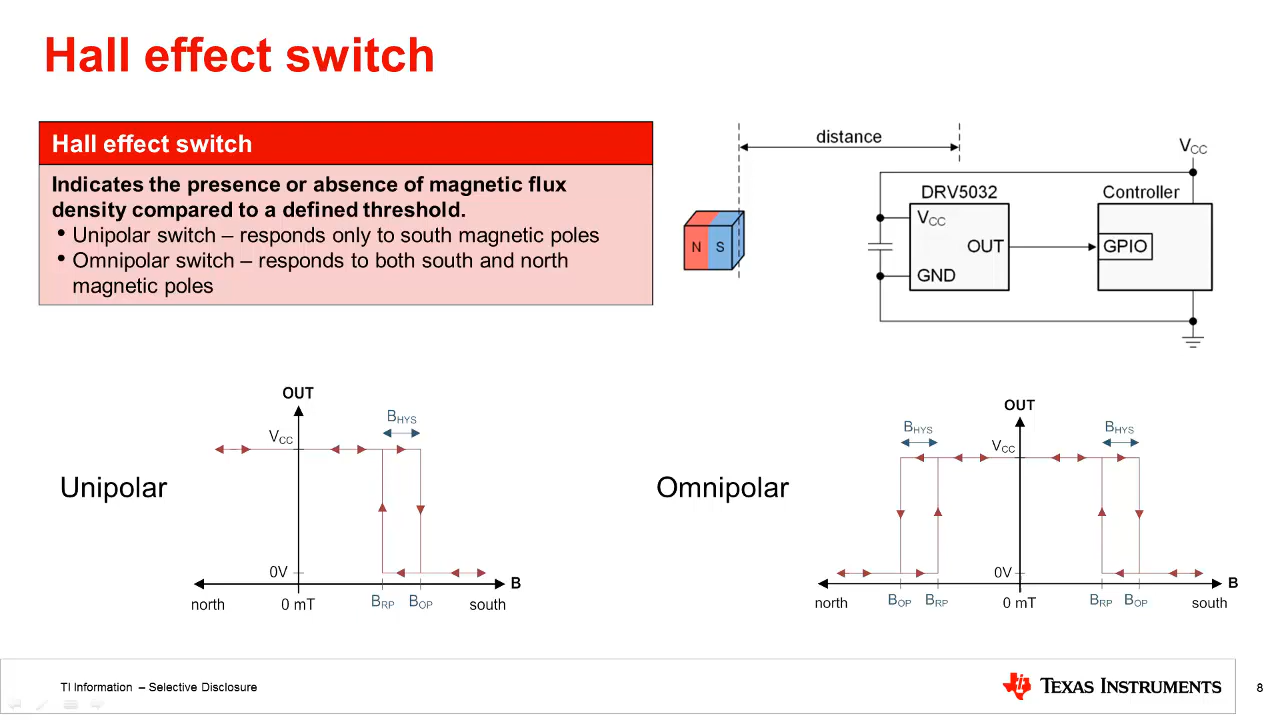 Hall effect switch
Hall effect switch
Indicates the presence or absence of magnetic flux
density compared to a defined threshold.
• Unipolar switch – responds only to south magnetic poles
• Omnipolar switch – responds to both south and north
magnetic poles
distance
N S
VCC
DRV5032
VCC
OUT
GND
Controller
GPIO
Unipolar
OUT
BHYS
VCC
0V
B
north 0 mT BRP BOP south
Omnipolar
OUT
BHYS BHYS
VCC
0V
B
north BOP BRP 0 mT BRP BOP south
TI Information – Selective Disclosure
TEXAS INSTRUMENTS
8